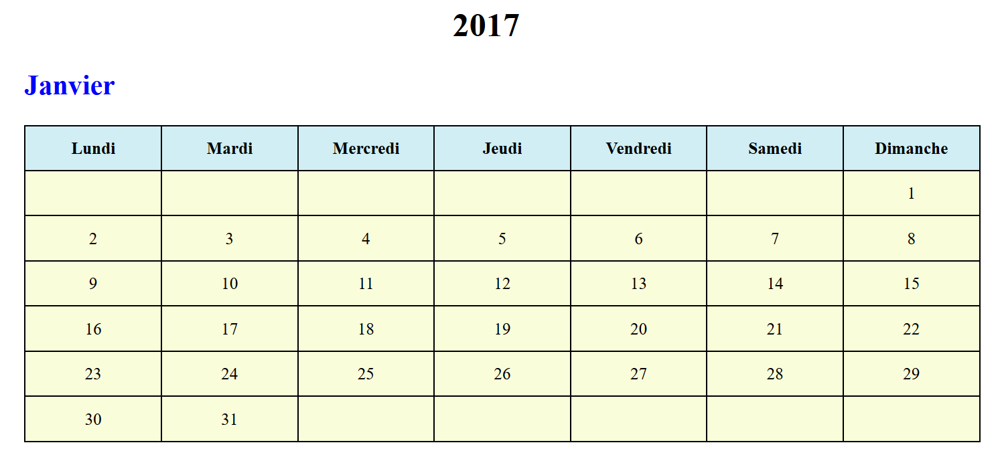 2017
Janvier
Lundi Mardi Mercredi Jeudi Vendredi Samedi Dimanche
1
2 3 4 5 6 7 8
9 10 11 12 13 14 15
16 17 18 19 20 21 22
23 24 25 26 27 28 29
30 31